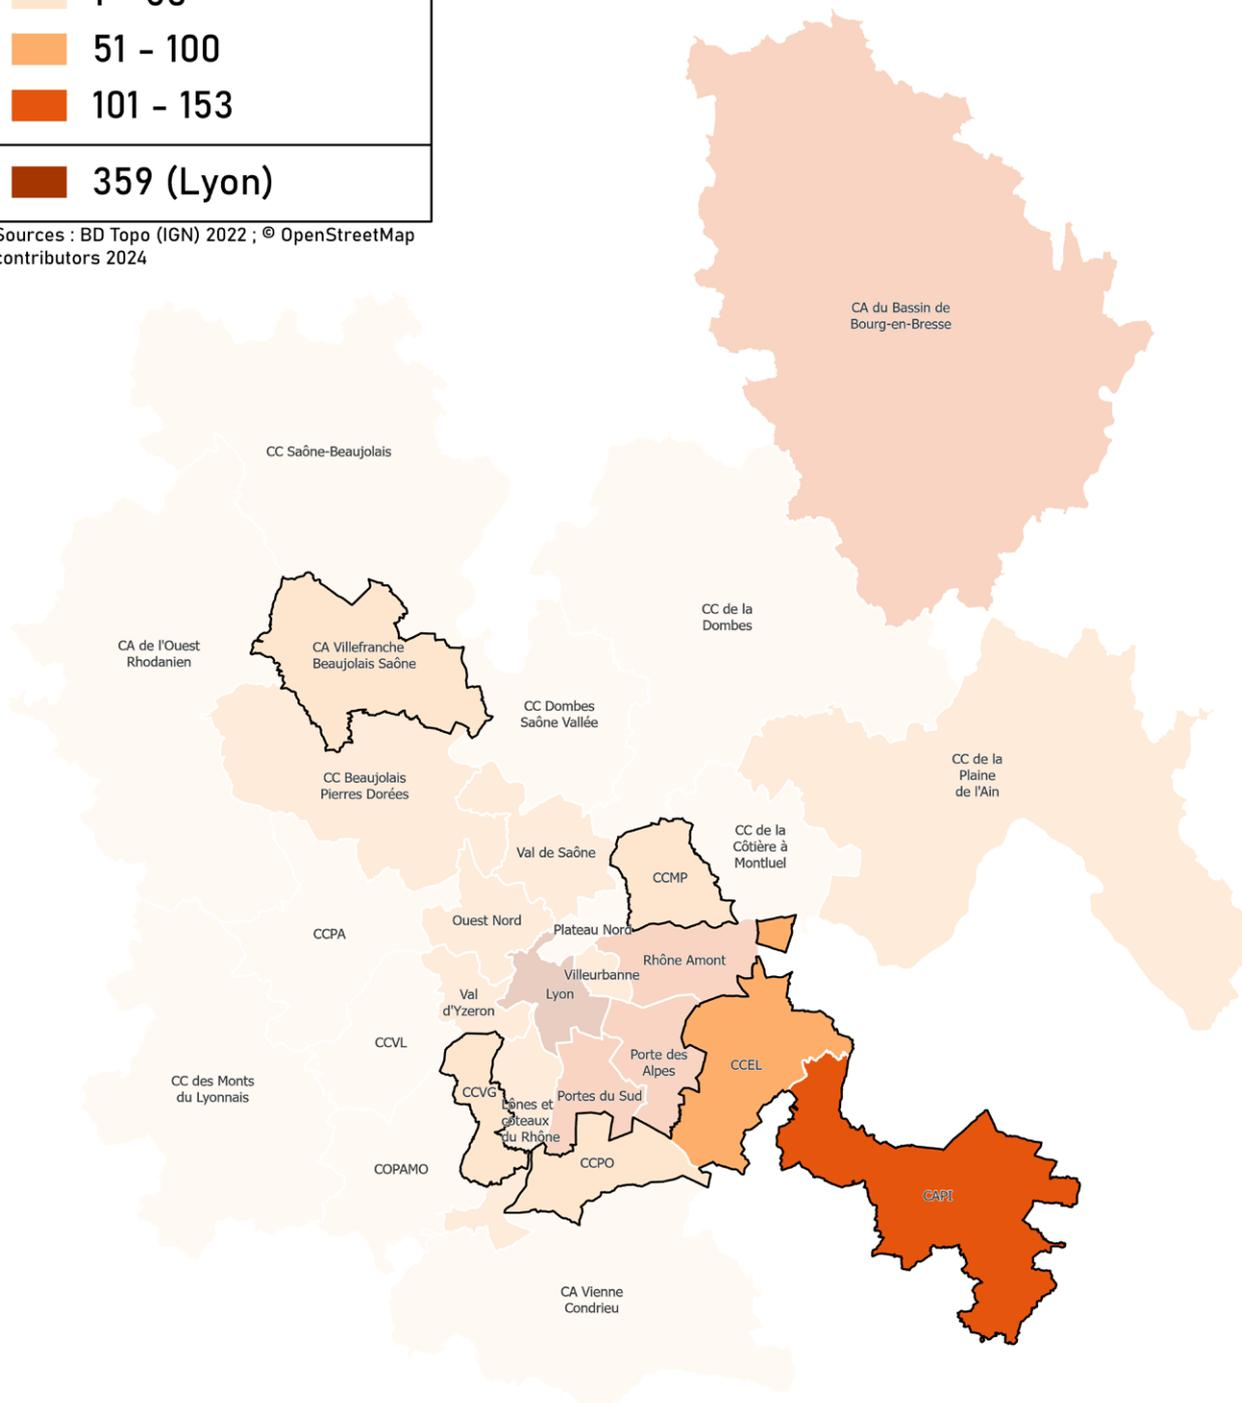 51 - 100
101 - 153
359 (Lyon)
Sources : BD Topo (IGN) 2022 ; © OpenStreetMap
contributors 2024
CA du Bassin de
Bourg-en-Bresse
CC Saône-Beaujolais
CC de la
Dombes
CA de l'Ouest
Rhodanien
CA Villefranche
Beaujolais Saône
CC Dombes
Saône Vallée
CC Beaujolais
Pierres Dorées
CC de la
Plaine
de l'Ain
CC de la
Côtière à
Montluel
Val de Saône
CCMP
Ouest Nord
Plateau Nord
CCPA
Rhône Amont
Villeurbanne
Lyon
Val
d'Yzeron
CCVL
Porte des
Alpes
CCEL
CC des Monts
du Lyonnais
CCVG
Portes du Sud
Lônes et
côteaux
du Rhône
CCPO
COPAMO
CAPI
CA Vienne
Condrieu